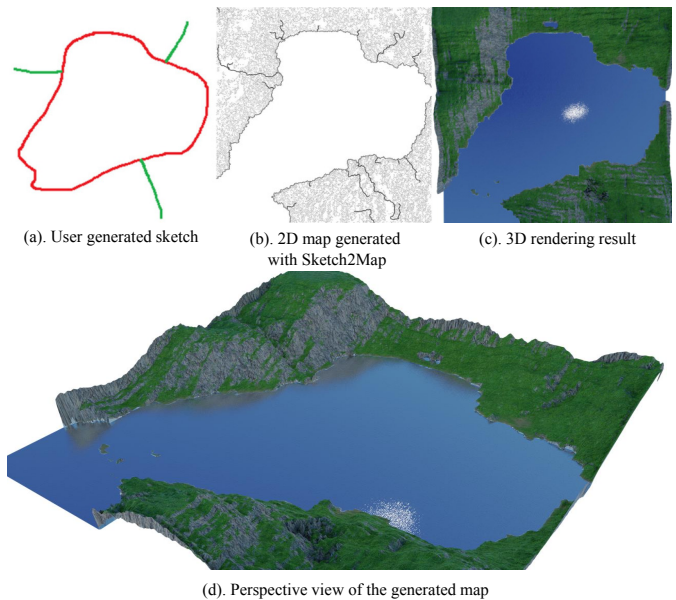 (a). User generated sketch
(b). 2D map generated
with Sketch2Map
(c). 3D rendering result
(d). Perspective view of the generated map